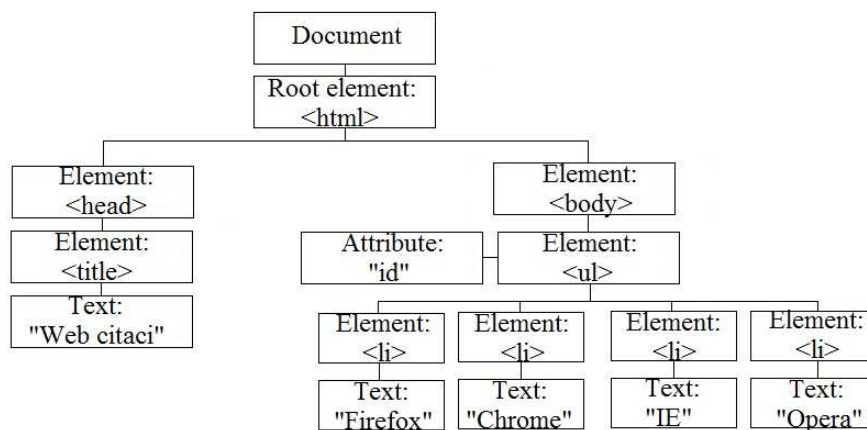 Document
Root element:
<html>
Element:
<head>
Element:
<body>
Element:
<title>
Attribute:
"id"
Element:
<ul>
Text:
"Web citaci"
Element:
<li>
Element:
<li>
Element:
<li>
Element:
<li>
Text:
"Firefox"
Text:
"Chrome"
Text:
"IE"
Text:
"Opera"